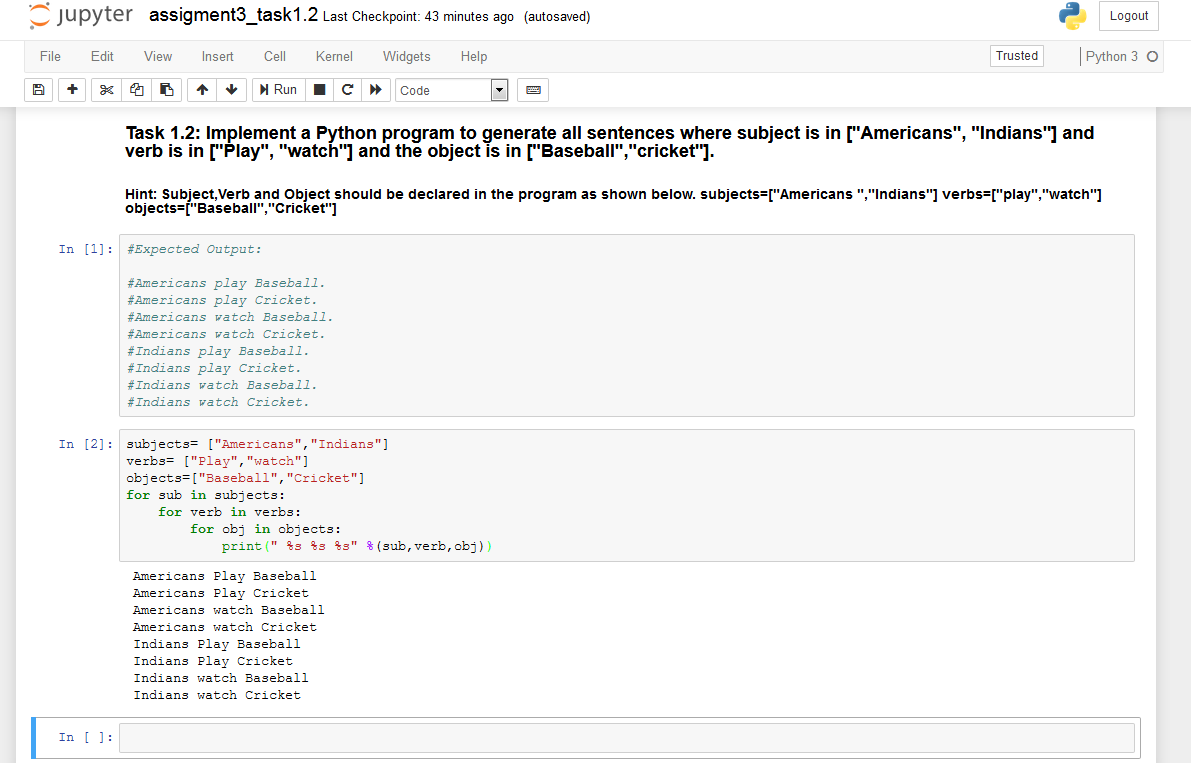 jupyter assigment3_task1.2 Last Checkpoint: 43 minutes ago (autosaved) Logout
File Edit View Insert Cell Kernel Widgets Help Trusted Python 3
Run Code
Task 1.2: Implement a Python program to generate all sentences where subject is in ["Americans", "Indians"] and
verb is in ["Play", "watch"] and the object is in ["Baseball","cricket"].
Hint: Subject,Verb and Object should be declared in the program as shown below. subjects=["Americans ","Indians"] verbs=["play","watch"]
objects=["Baseball","Cricket"]
In [1]: #Expected Output:
#Americans play Baseball.
#Americans play Cricket.
#Americans watch Baseball.
#Americans watch Cricket.
#Indians play Baseball.
#Indians play Cricket.
#Indians watch Baseball.
#Indians watch Cricket.
In [2]: subjects= ["Americans","Indians"]
verbs= ["Play","watch"]
objects=["Baseball","Cricket"]
for sub in subjects:
    for verb in verbs:
        for obj in objects:
            print(" %s %s %s" %(sub,verb,obj))
Americans Play Baseball
Americans Play Cricket
Americans watch Baseball
Americans watch Cricket
Indians Play Baseball
Indians Play Cricket
Indians watch Baseball
Indians watch Cricket
In [ ]: